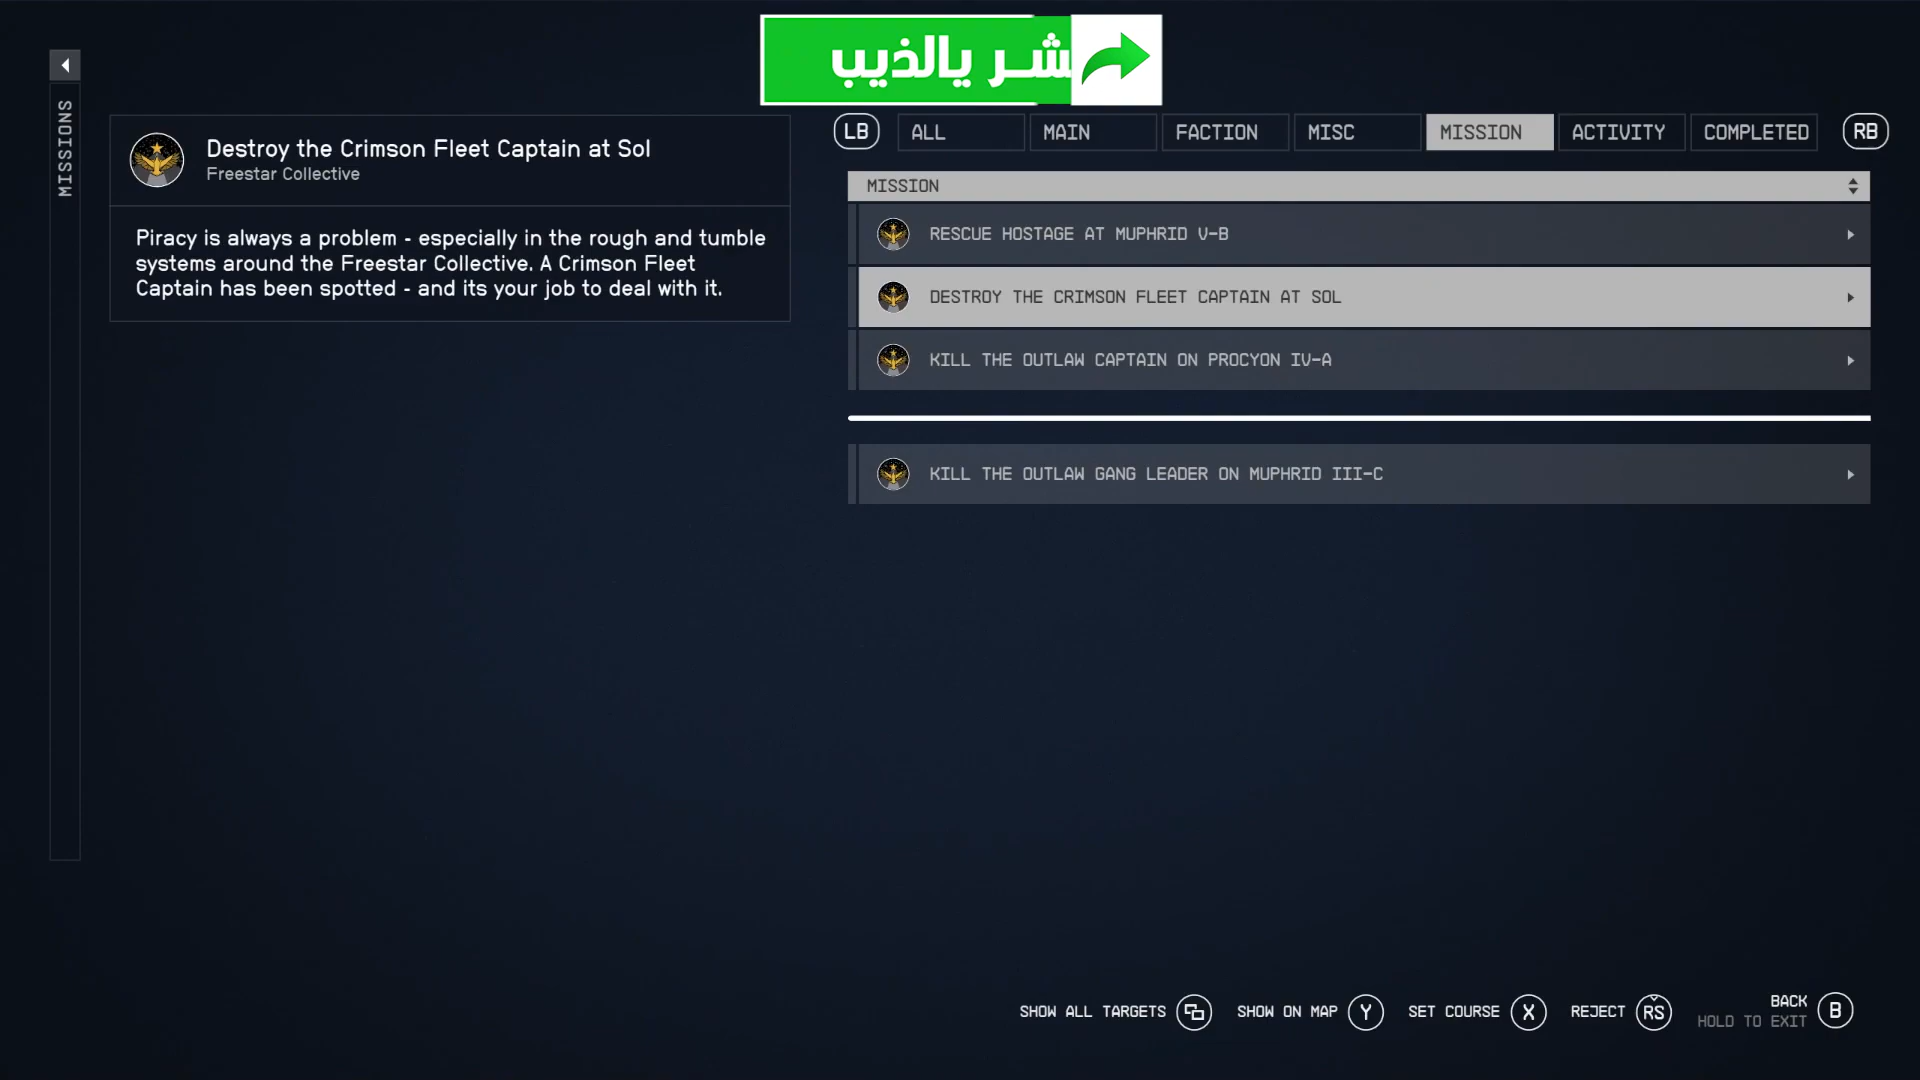 شر يالذيب
MISSIONS
Destroy the Crimson Fleet Captain at Sol
Freestar Collective
Piracy is always a problem - especially in the rough and tumble
systems around the Freestar Collective. A Crimson Fleet
Captain has been spotted - and its your job to deal with it.
LB ALL MAIN FACTION MISC MISSION ACTIVITY COMPLETED RB
MISSION
RESCUE HOSTAGE AT MUPHRID V-B
DESTROY THE CRIMSON FLEET CAPTAIN AT SOL
KILL THE OUTLAW CAPTAIN ON PROCYON IV-A
KILL THE OUTLAW GANG LEADER ON MUPHRID III-C
SHOW ALL TARGETS SHOW ON MAP Y SET COURSE X REJECT RS BACK B
HOLD TO EXIT